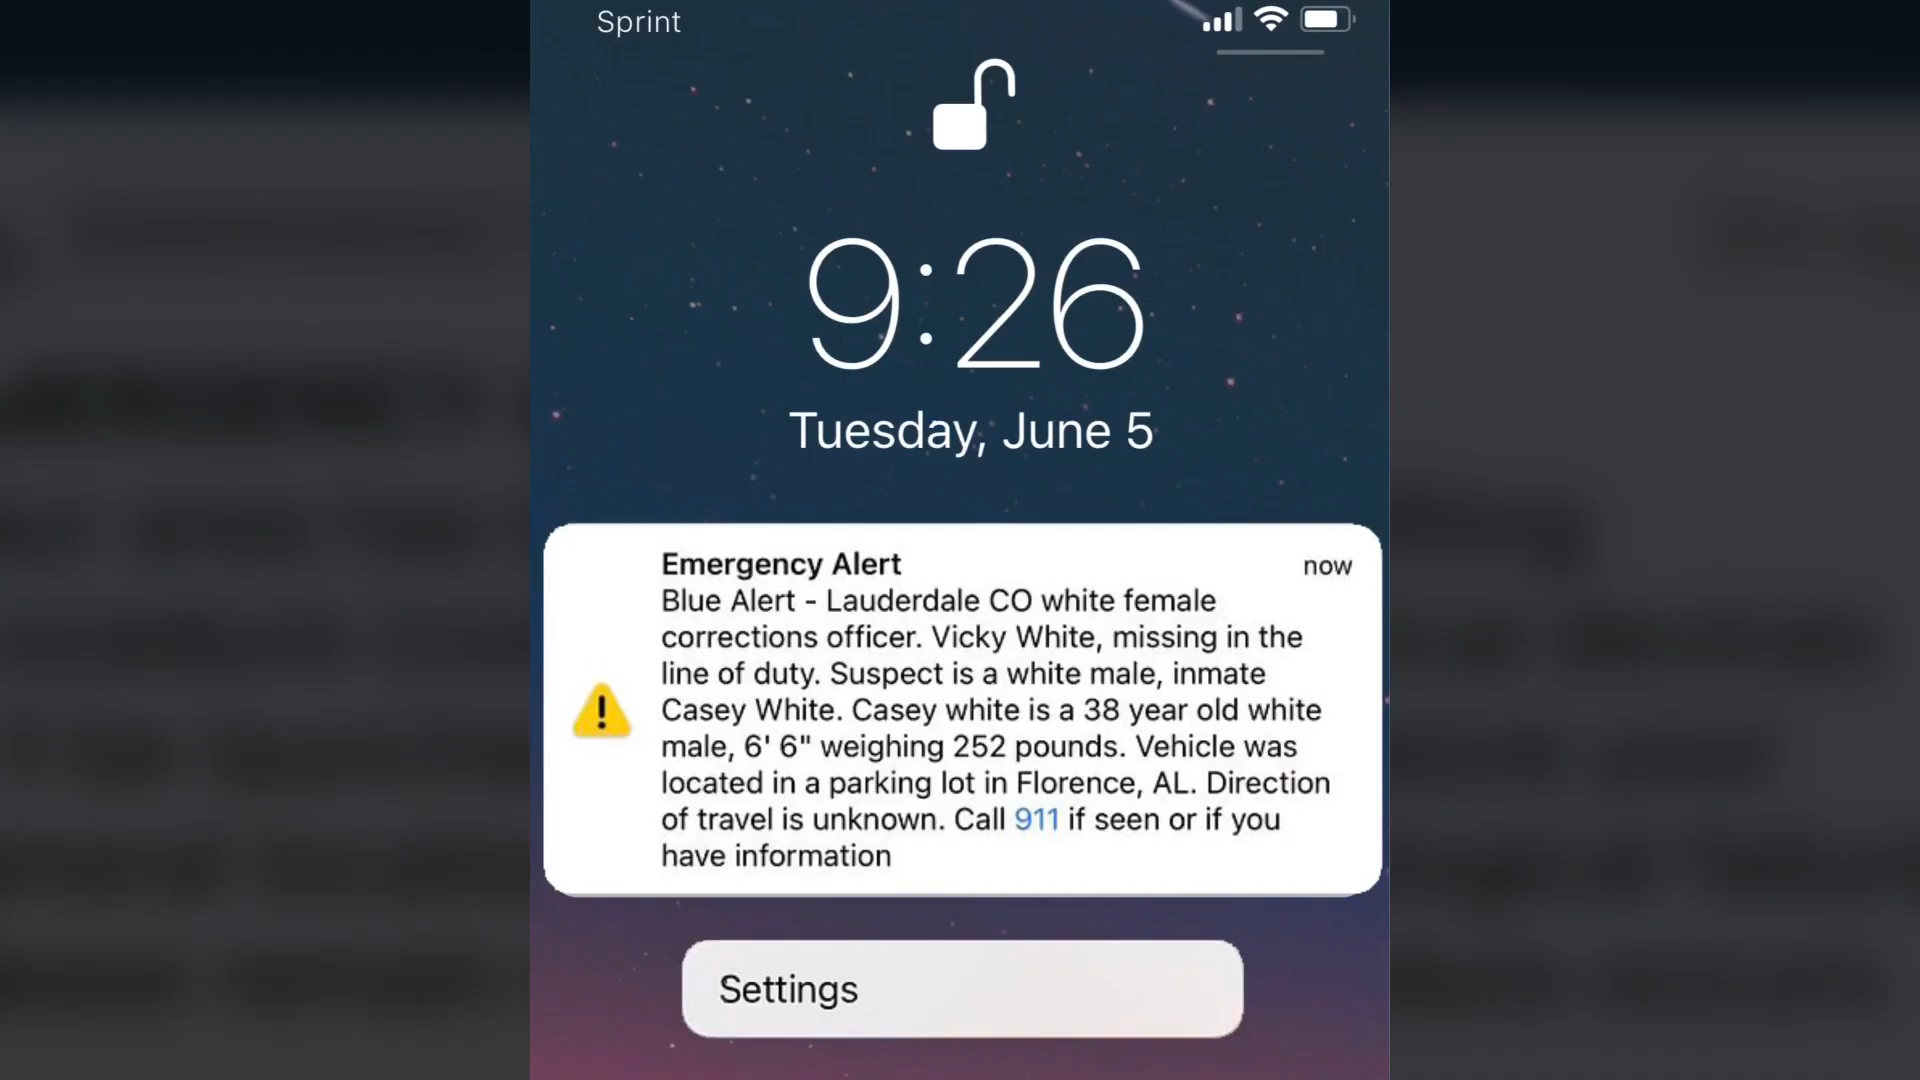 Sprint
9:26
Tuesday, June 5
Emergency Alert
now
Blue Alert - Lauderdale CO white female
corrections officer. Vicky White, missing in the
line of duty. Suspect is a white male, inmate
Casey White. Casey white is a 38 year old white
male, 6' 6" weighing 252 pounds. Vehicle was
located in a parking lot in Florence, AL. Direction
of travel is unknown. Call 911 if seen or if you
have information
Settings